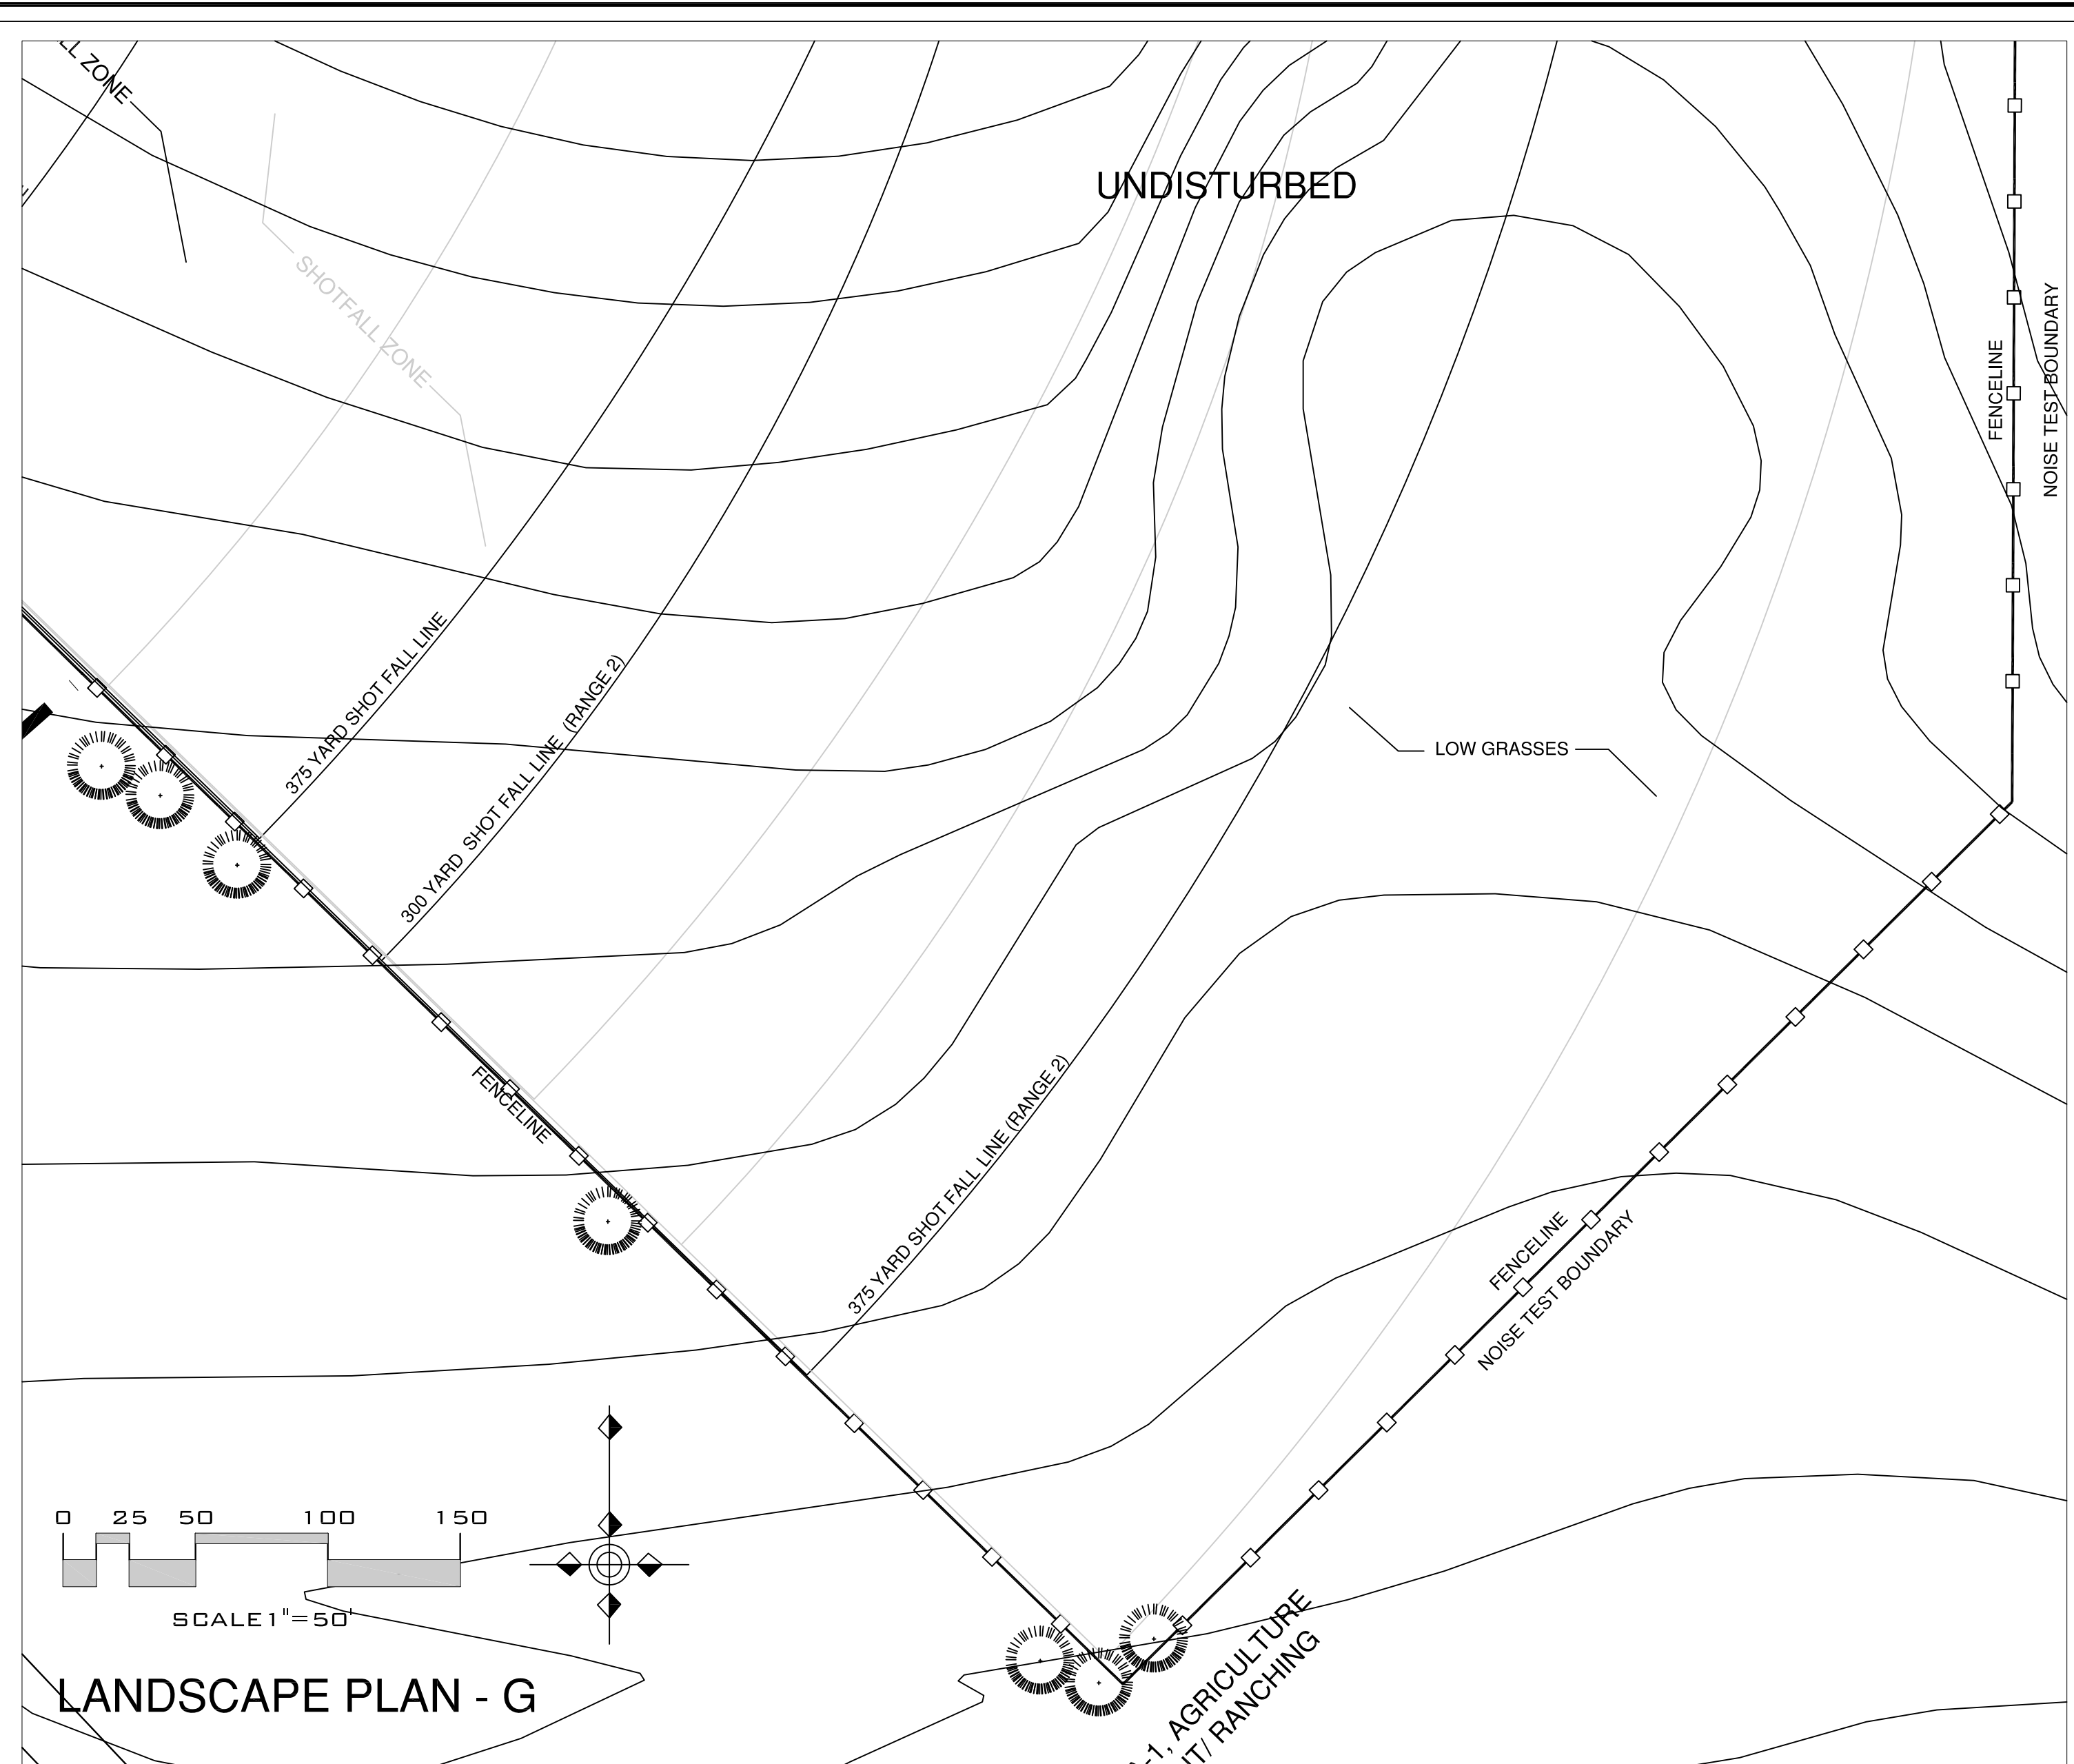 ZONE
UNDISTURBED
SHOTFALL ZONE
FENCELINE
NOISE TEST BOUNDARY
375 YARD SHOT FALL LINE
300 YARD SHOT FALL LINE (RANGE 2)
LOW GRASSES
FENCELINE
375 YARD SHOT FALL LINE (RANGE 2)
FENCELINE
NOISE TEST BOUNDARY
0 25 50 100 150
SCALE 1"=50'
LANDSCAPE PLAN - G
-1, AGRICULTURE
/ RANCHING